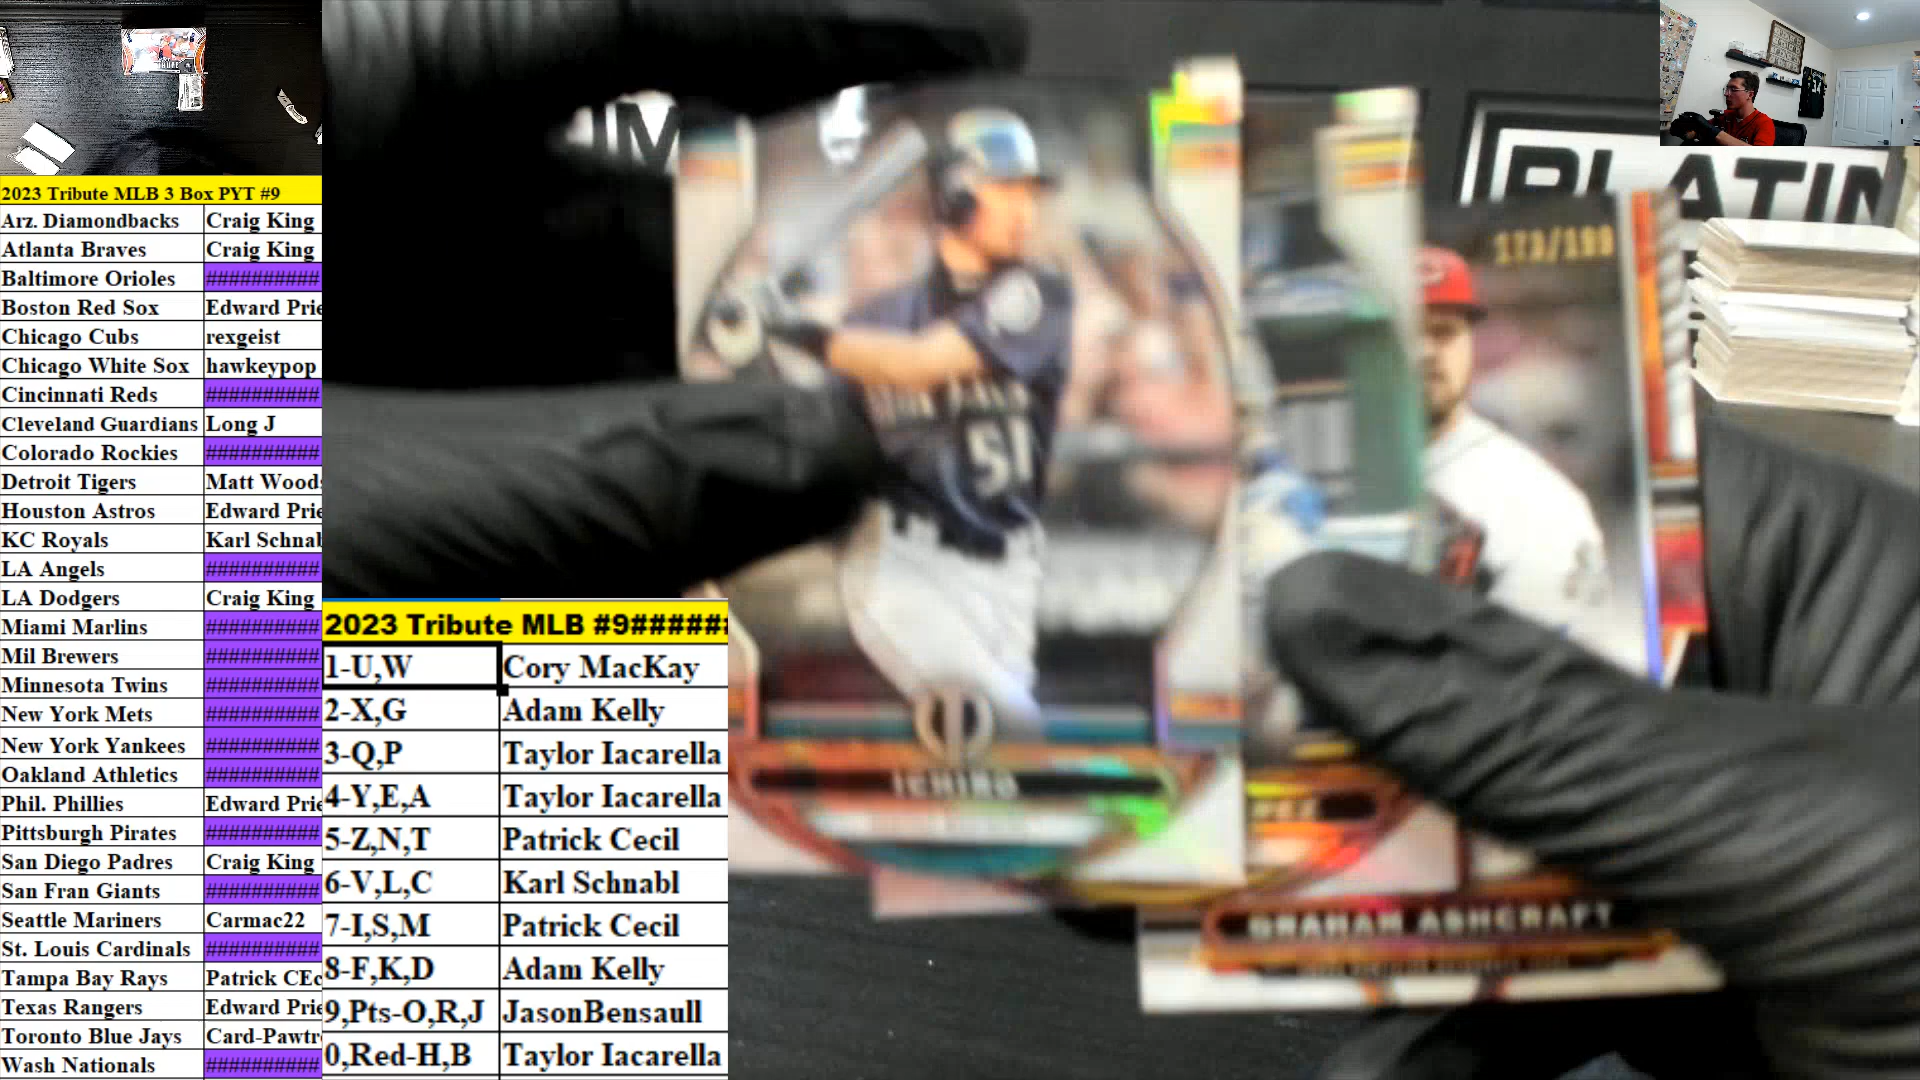 2023 Tribute MLB 3 Box PYT #9
Arz. Diamondbacks Craig King
Atlanta Braves Craig King
Baltimore Orioles ##########
Boston Red Sox Edward Prie
Chicago Cubs rexgeist
Chicago White Sox hawkeypop
Cincinnati Reds ##########
Cleveland Guardians Long J
Colorado Rockies ##########
Detroit Tigers Matt Woods
Houston Astros Edward Prie
KC Royals Karl Schnab
LA Angels ##########
LA Dodgers Craig King
Miami Marlins ##########
Mil Brewers ##########
Minnesota Twins ##########
New York Mets ##########
New York Yankees ##########
Oakland Athletics ##########
Phil. Phillies Edward Prie
Pittsburgh Pirates ##########
San Diego Padres Craig King
San Fran Giants ##########
Seattle Mariners Carmac22
St. Louis Cardinals ##########
Tampa Bay Rays Patrick CEc
Texas Rangers Edward Prie
Toronto Blue Jays Card-Pawtr
Wash Nationals ##########
2023 Tribute MLB #9######
1-U,W Cory MacKay
2-X,G Adam Kelly
3-Q,P Taylor Iacarella
4-Y,E,A Taylor Iacarella
5-Z,N,T Patrick Cecil
6-V,L,C Karl Schnabl
7-I,S,M Patrick Cecil
8-F,K,D Adam Kelly
9,Pts-O,R,J JasonBensaull
0,Red-H,B Taylor Iacarella
PLATIN
173/199
51
ICHIRO
PEZ
GRAHAM ASHCRAFT